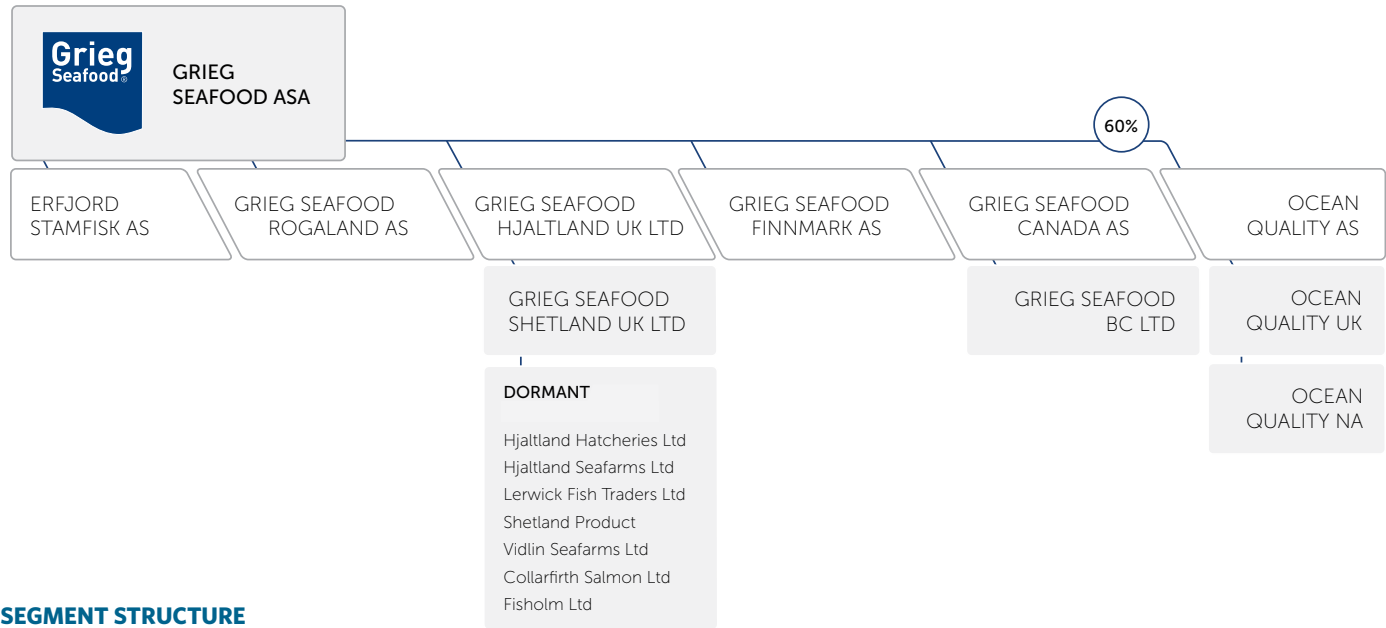 Grieg
Seafood®
GRIEG
SEAFOOD ASA
60%
ERFJORD
STAMFISK AS
GRIEG SEAFOOD
ROGALAND AS
GRIEG SEAFOOD
HJALTLAND UK LTD
GRIEG SEAFOOD
FINNMARK AS
GRIEG SEAFOOD
CANADA AS
OCEAN
QUALITY AS
GRIEG SEAFOOD
SHETLAND UK LTD
GRIEG SEAFOOD
BC LTD
OCEAN
QUALITY UK
DORMANT
Hjaltland Hatcheries Ltd
Hjaltland Seafarms Ltd
Lerwick Fish Traders Ltd
Shetland Product
Vidlin Seafarms Ltd
Collarfirth Salmon Ltd
Fisholm Ltd
OCEAN
QUALITY NA
SEGMENT STRUCTURE